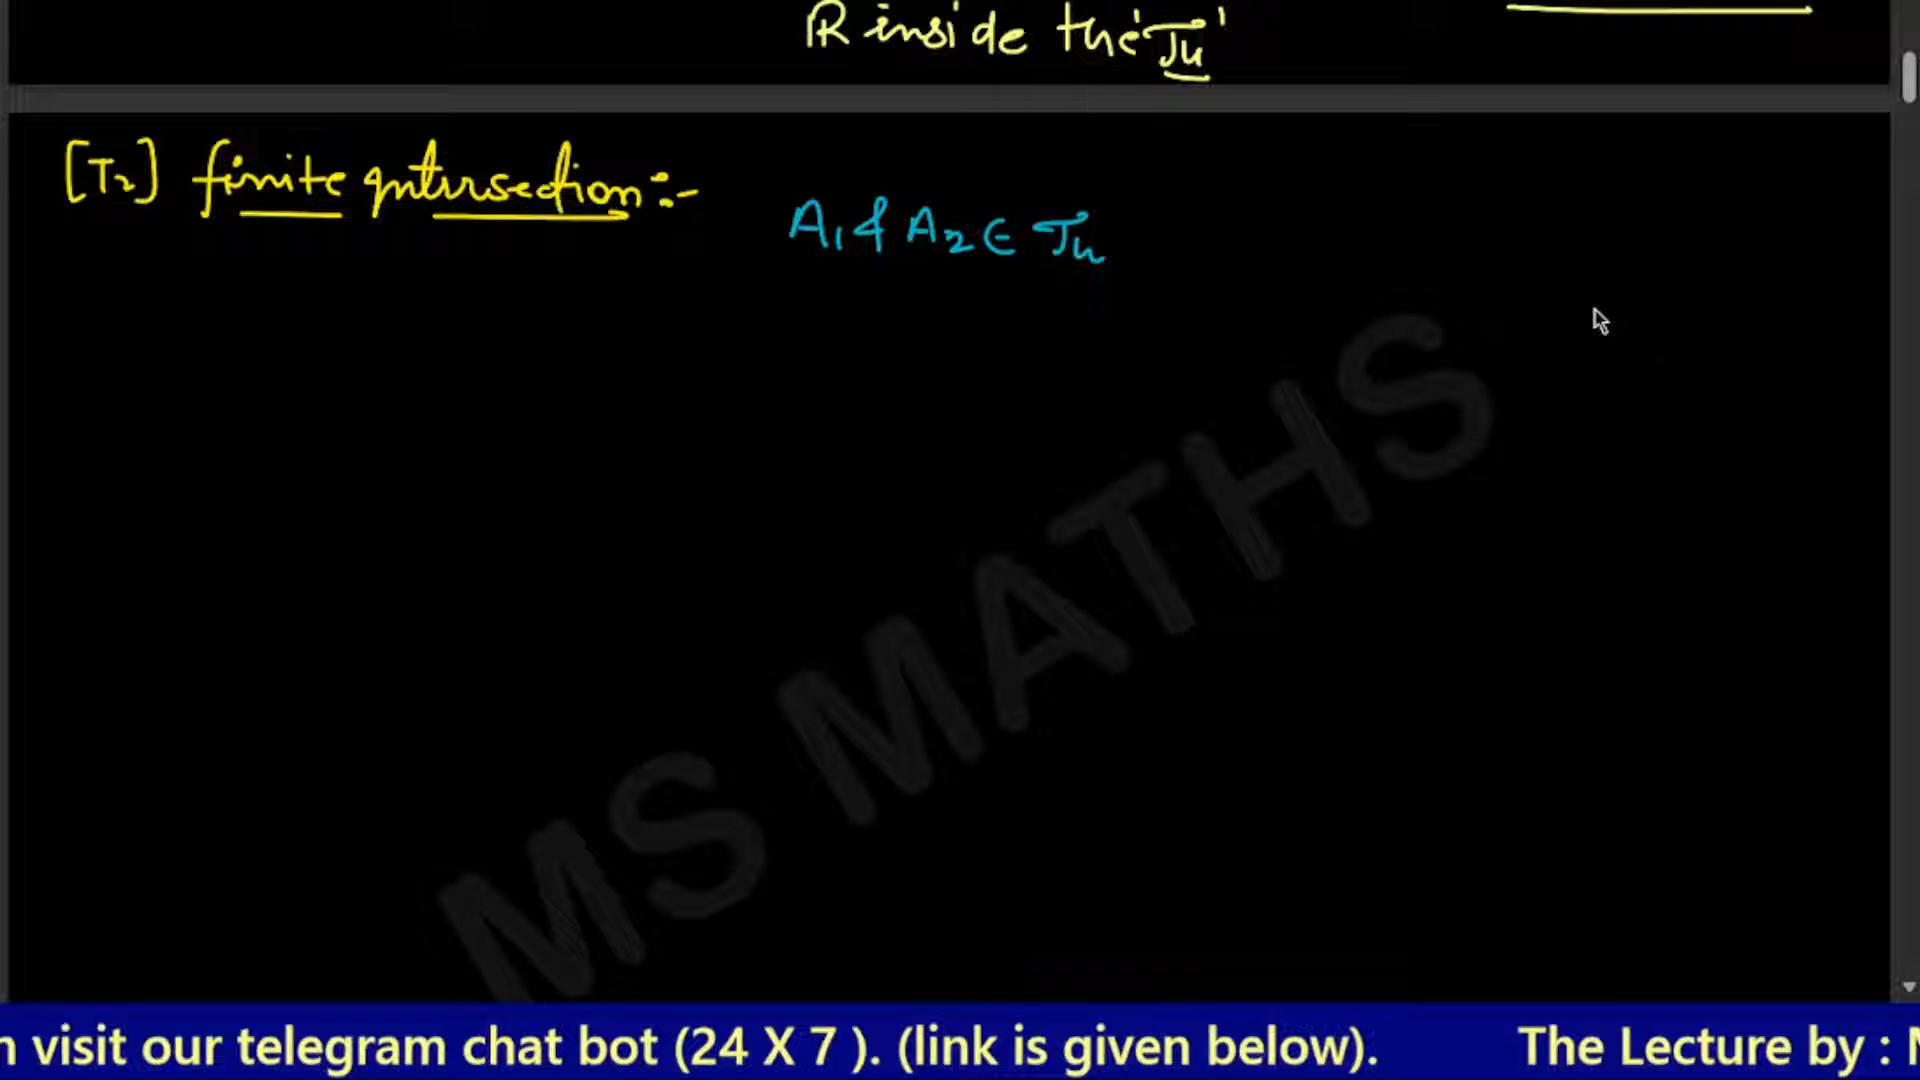 R inside the 'Tu'
[T2] finite intersection:-
A1 & A2 ∈ Tu
MS MATHS
n visit our telegram chat bot (24 X 7 ). (link is given below). The Lecture by :